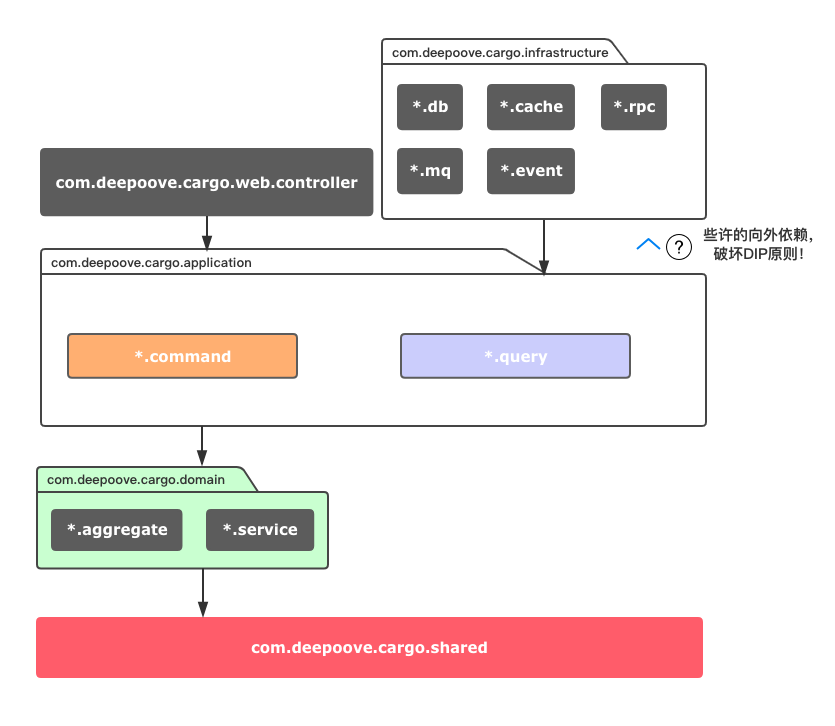 com.deepoove.cargo.infrastructure
*.db
*.cache
*.rpc
*.mq
*.event
com.deepoove.cargo.web.controller
?
些许的向外依赖，
破坏DIP原则！
com.deepoove.cargo.application
*.command
*.query
com.deepoove.cargo.domain
*.aggregate
*.service
com.deepoove.cargo.shared